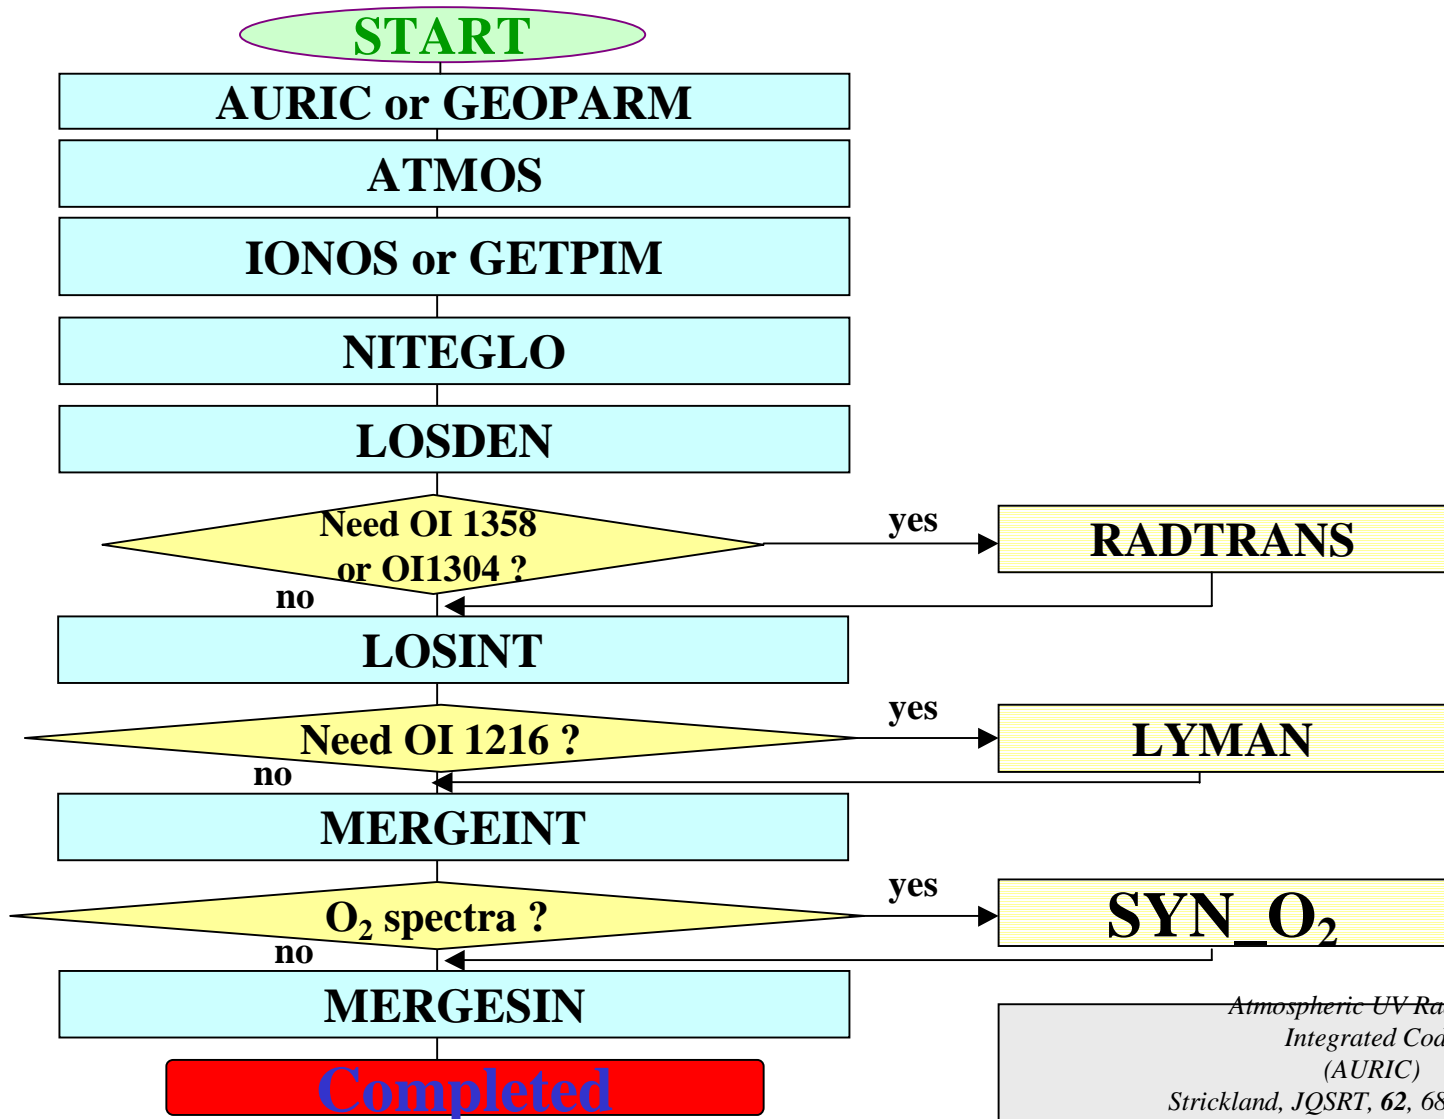 START
AURIC or GEOPARM
ATMOS
IONOS or GETPIM
NITEGLO
LOSDEN
Need OI 1358
or OI1304 ?
yes
RADTRANS
no
LOSINT
Need OI 1216 ?
yes
LYMAN
no
MERGEINT
O₂ spectra ?
yes
SYN_O₂
no
MERGESIN
Completed
Atmospheric UV
Integrated
(AURIC)
Strickland, JQSRT, 62,